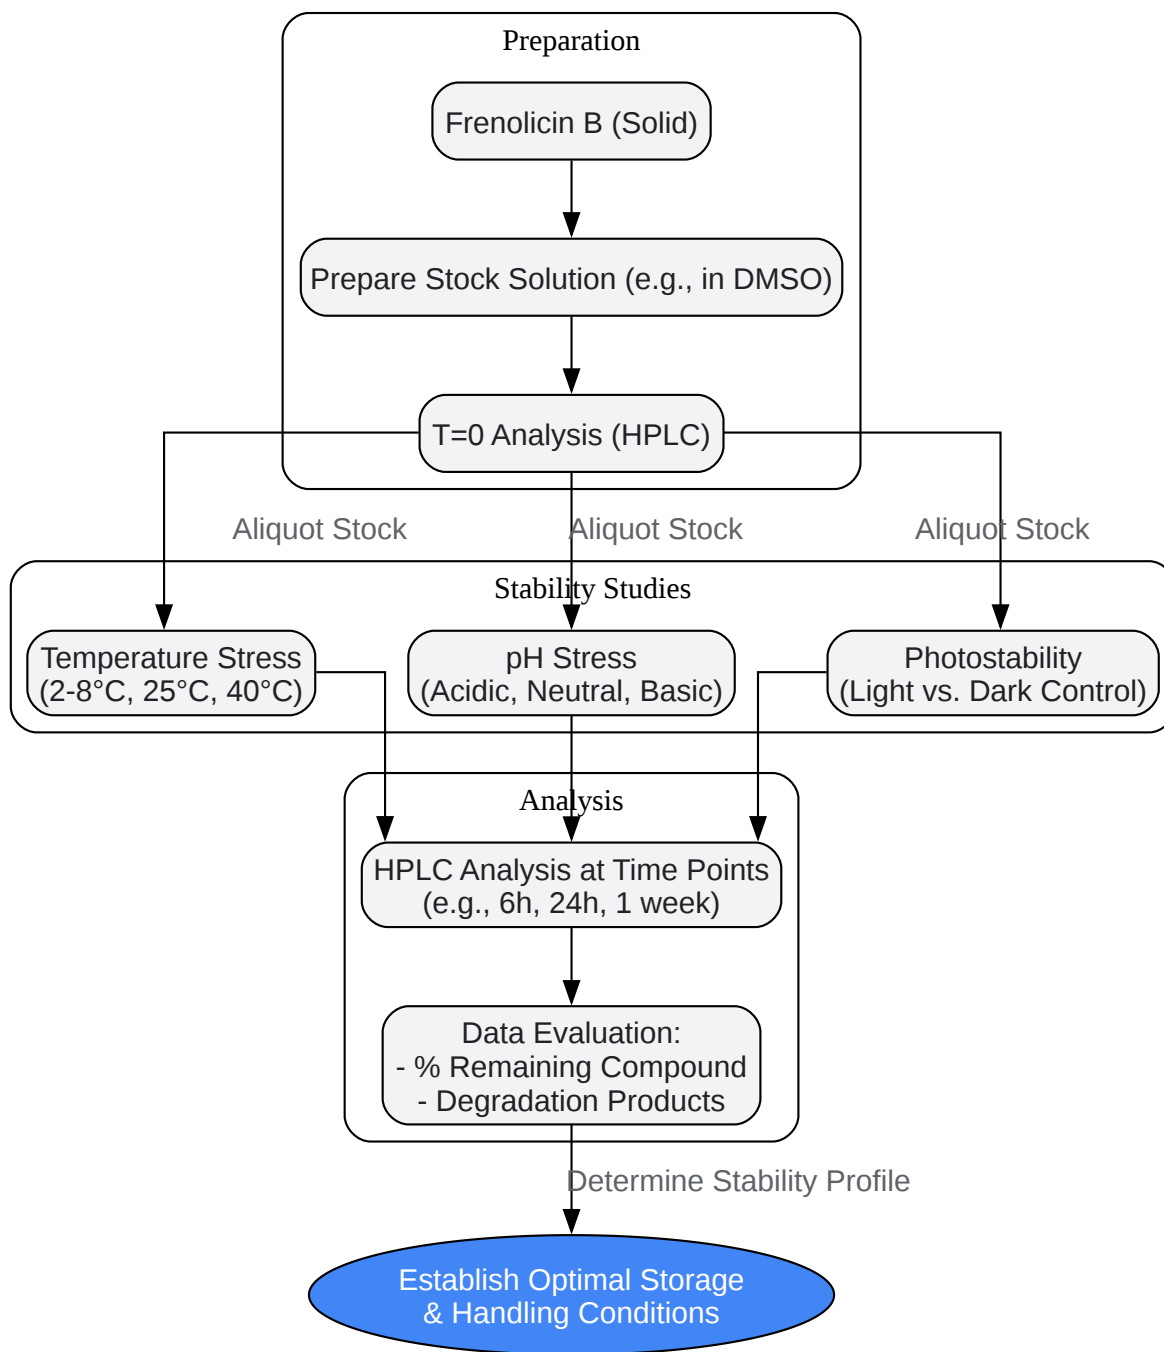 Preparation
Frenolicin B (Solid)
Prepare Stock Solution (e.g., in DMSO)
T=0 Analysis (HPLC)
Aliquot Stock
Aliquot Stock
Aliquot Stock
Stability Studies
Temperature Stress
(2-8°C, 25°C, 40°C)
pH Stress
(Acidic, Neutral, Basic)
Photostability
(Light vs. Dark Control)
Analysis
HPLC Analysis at Time Points
(e.g., 6h, 24h, 1 week)
Data Evaluation:
- % Remaining Compound
- Degradation Products
Determine Stability Profile
Establish Optimal Storage
& Handling Conditions